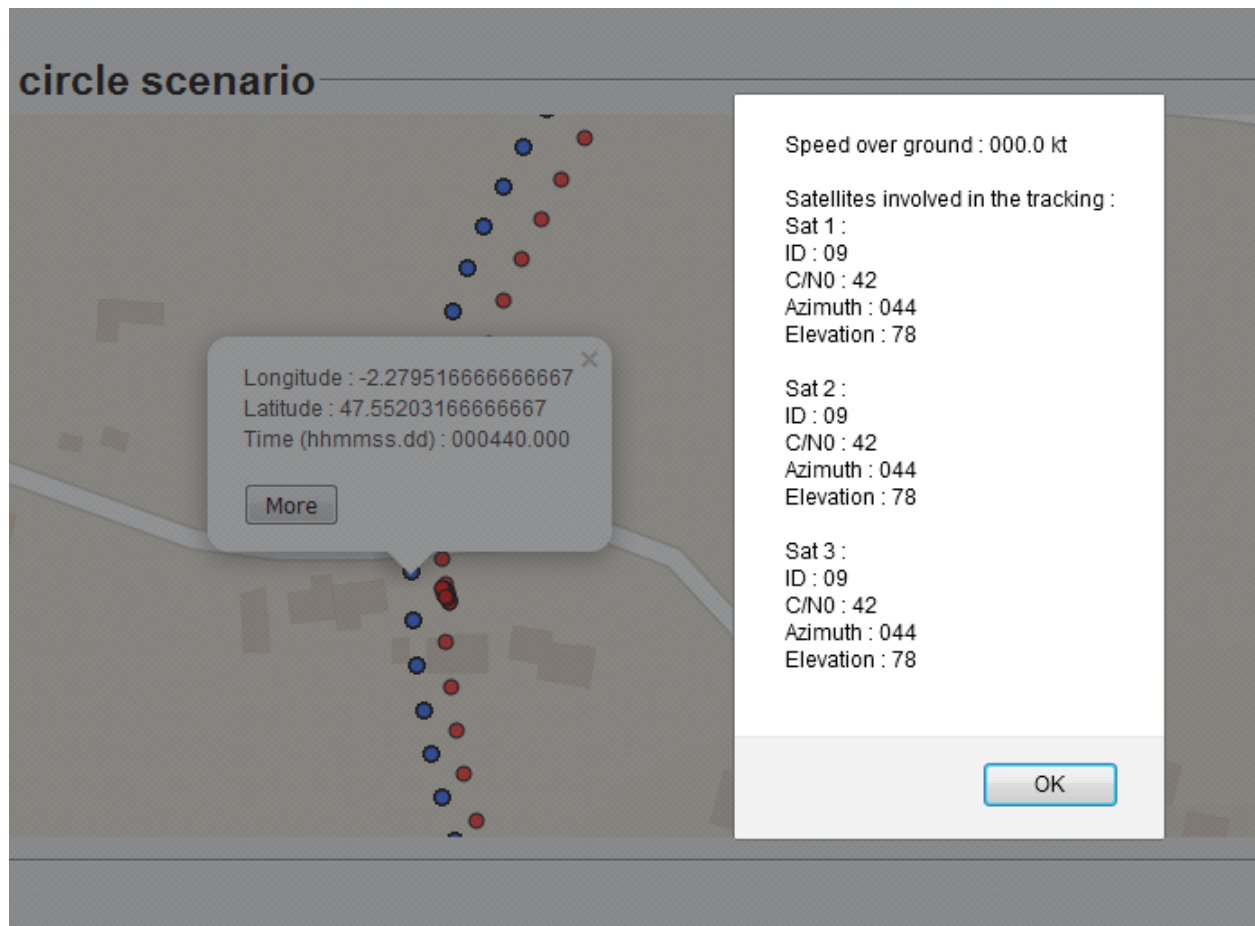 circle scenario
Longitude : -2.279516666666667
Latitude : 47.55203166666667
Time (hhmmss.dd) : 000440.000
More
Speed over ground : 000.0 kt
Satellites involved in the tracking :
Sat 1 :
ID : 09
C/N0 : 42
Azimuth : 044
Elevation : 78
Sat 2 :
ID : 09
C/N0 : 42
Azimuth : 044
Elevation : 78
Sat 3 :
ID : 09
C/N0 : 42
Azimuth : 044
Elevation : 78
OK